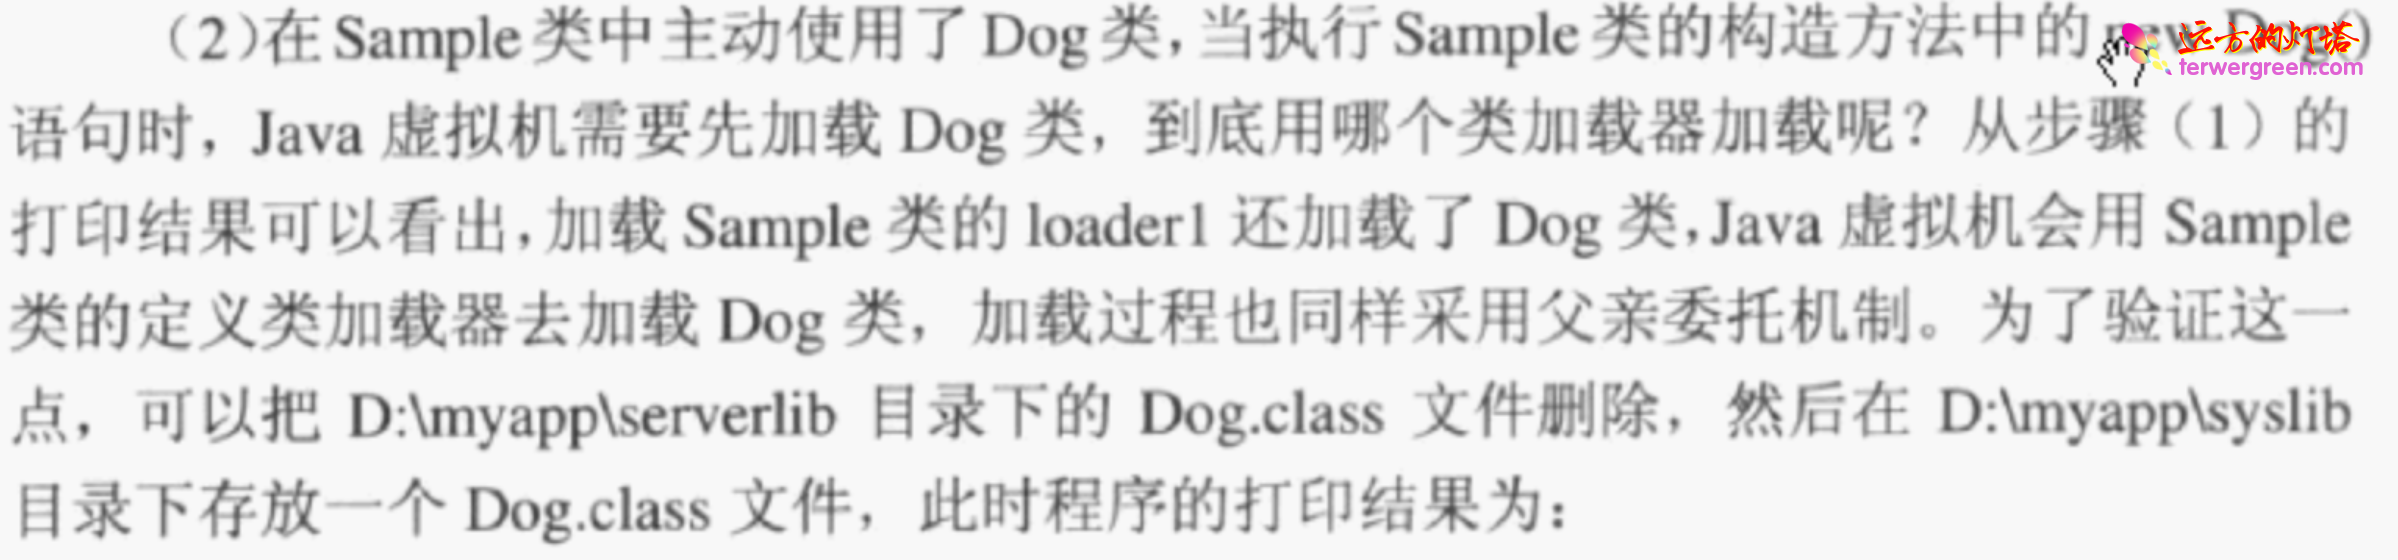 （2）在 Sample 类中主动使用了 Dog 类，当执行 Sample 类的构造方法中的 new Dog()
远方的灯塔
terwergreen.com
语句时，Java 虚拟机需要先加载 Dog 类，到底用哪个类加载器加载呢？从步骤（1）的
打印结果可以看出，加载 Sample 类的 loader1 还加载了 Dog 类，Java 虚拟机会用 Sample
类的定义类加载器去加载 Dog 类，加载过程也同样采用父亲委托机制。为了验证这一
点，可以把 D:\myapp\serverlib 目录下的 Dog.class 文件删除，然后在 D:\myapp\syslib
目录下存放一个 Dog.class 文件，此时程序的打印结果为：